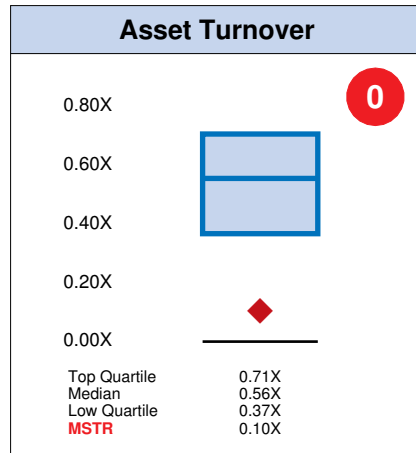 Asset Turnover
0
0.80X
0.60X
0.40X
0.20X
0.00X
Top Quartile 0.71X
Median 0.56X
Low Quartile 0.37X
MSTR 0.10X